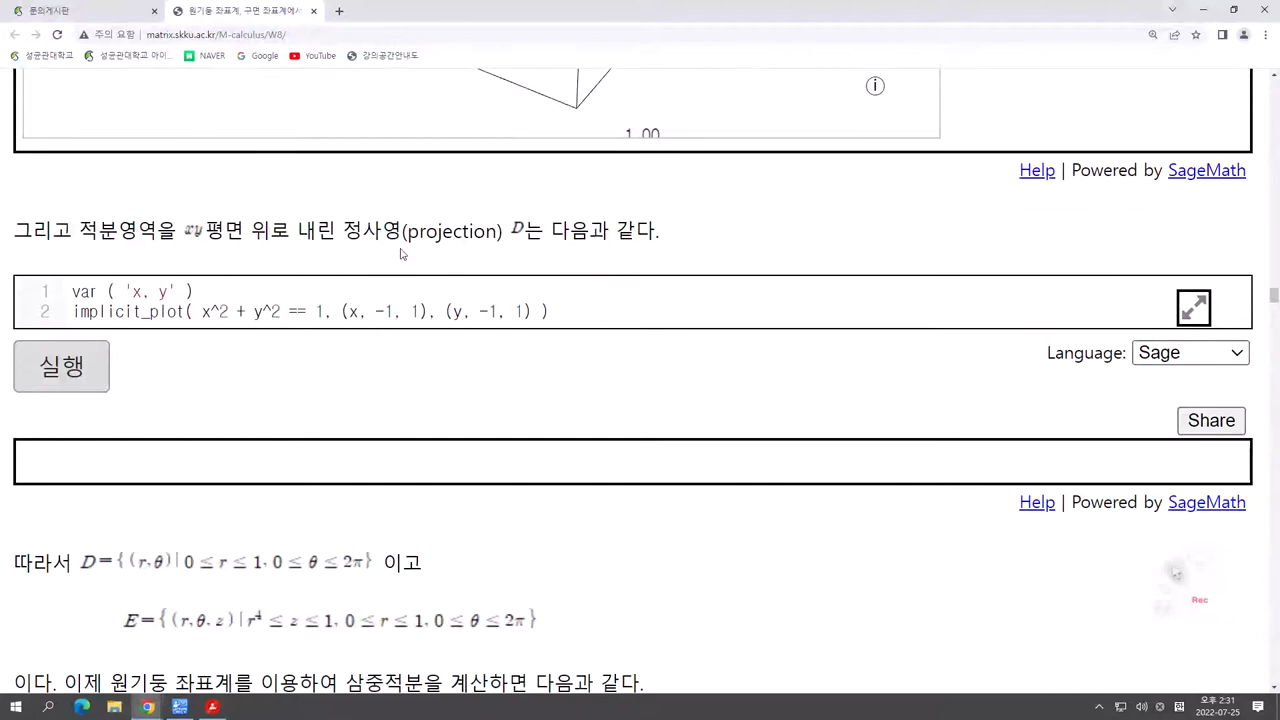 문의게시판
원기둥 좌표계, 구면 좌표계에서
주의 요함 | matrix.skku.ac.kr/M-calculus/W8/
성균관대학교
성균관대학교 아이...
NAVER
Google
YouTube
강의공간안내도
1.00
Help | Powered by SageMath
그리고 적분영역을 xy평면 위로 내린 정사영(projection) D는 다음과 같다.
1 var ( 'x, y' )
2 implicit_plot( x^2 + y^2 == 1, (x, -1, 1), (y, -1, 1) )
실행
Language: Sage
Share
Help | Powered by SageMath
따라서 D={(r,θ)|0≤r≤1, 0≤θ≤2π} 이고
E={(r,θ,z)|r⁴≤z≤1, 0≤r≤1, 0≤θ≤2π}
Rec
이다. 이제 원기둥 좌표계를 이용하여 삼중적분을 계산하면 다음과 같다.
오후 2:31
2022-07-25